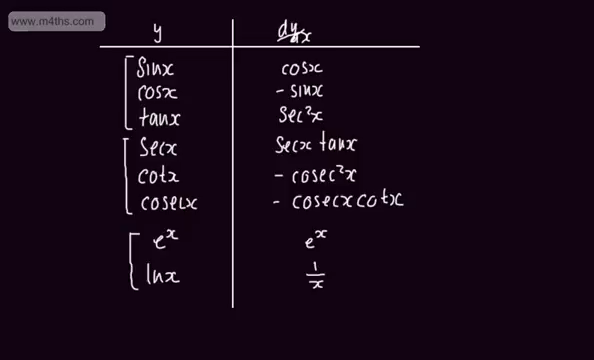 www.m4ths.com
y dy/dx
sinx cosx
cosx - sinx
tanx sec²x
secx secx tanx
cotx - cosec²x
cosecx - cosecx cotx
eˣ eˣ
lnx 1/x